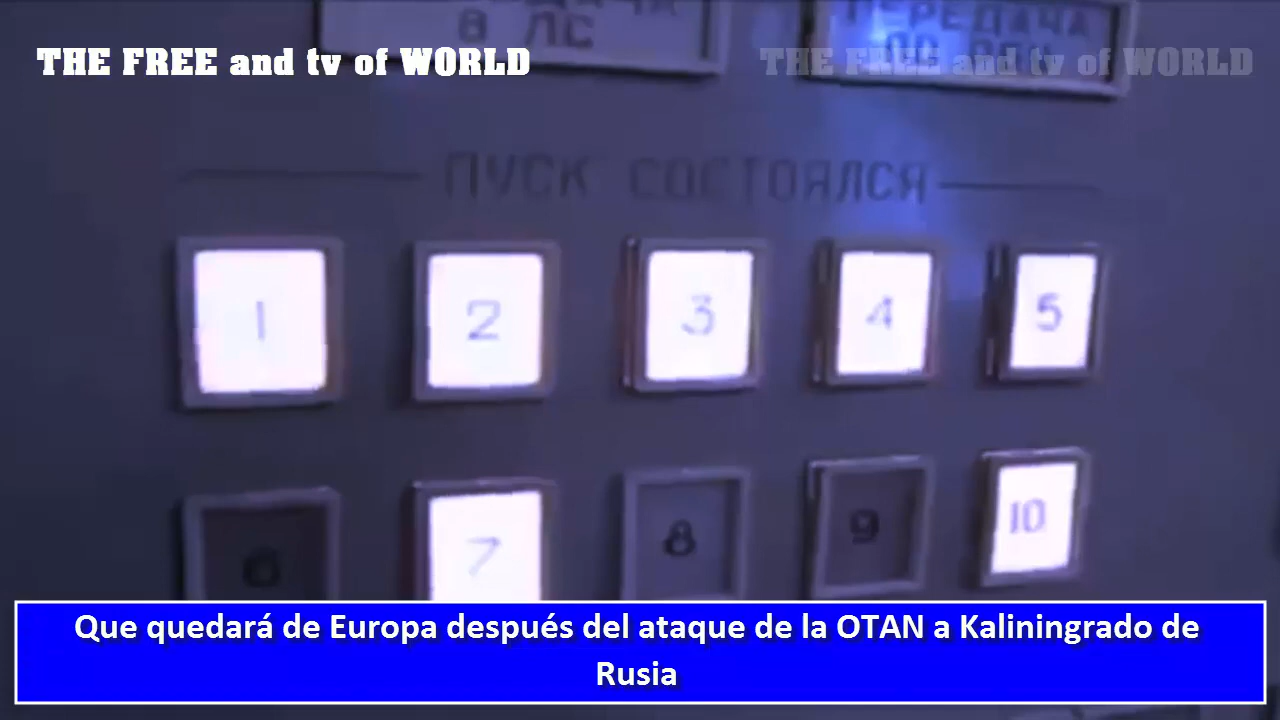 В ЛС
ПЕРЕДАЧА
THE FREE and tv of WORLD
THE FREE and tv of WORLD
ПУСК СОСТОЯЛСЯ
1 2 3 4 5
6 7 8 9 10
Que quedará de Europa después del ataque de la OTAN a Kaliningrado de
Rusia